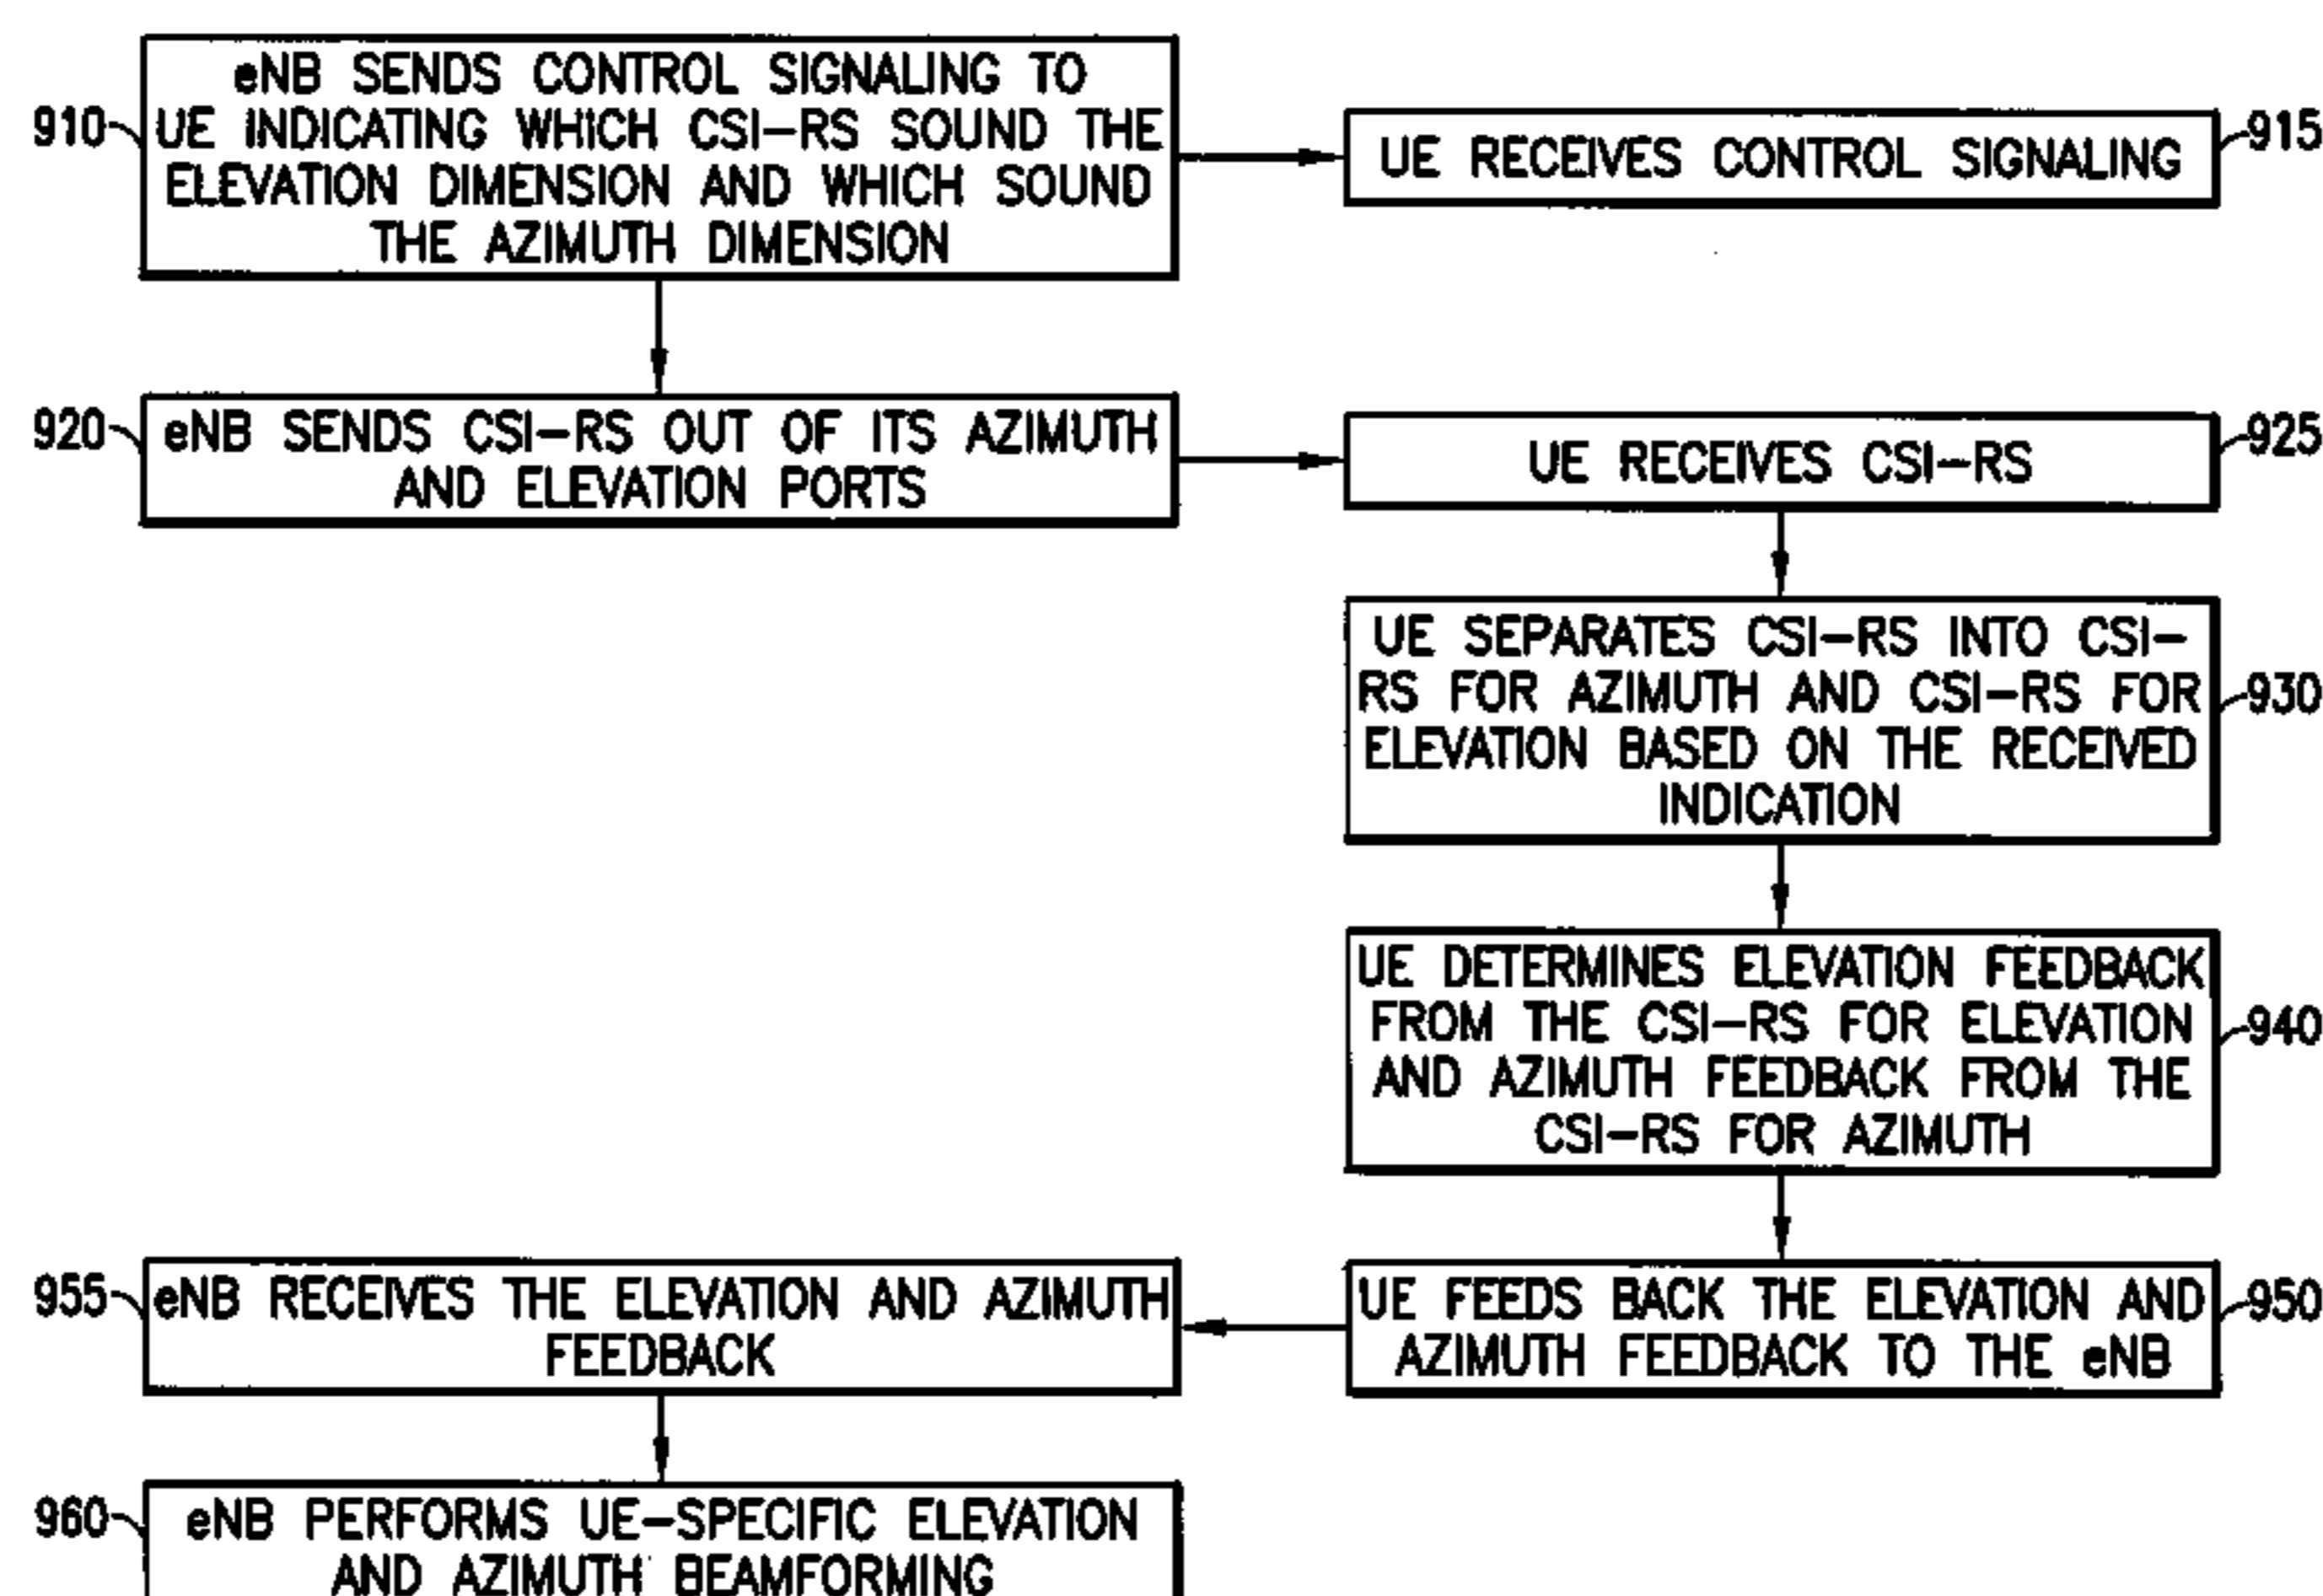 910
eNB SENDS CONTROL SIGNALING TO
UE INDICATING WHICH CSI-RS SOUND THE
ELEVATION DIMENSION AND WHICH SOUND
THE AZIMUTH DIMENSION
UE RECEIVES CONTROL SIGNALING
915
920
eNB SENDS CSI-RS OUT OF ITS AZIMUTH
AND ELEVATION PORTS
UE RECEIVES CSI-RS
925
UE SEPARATES CSI-RS INTO CSI-
RS FOR AZIMUTH AND CSI-RS FOR
ELEVATION BASED ON THE RECEIVED
INDICATION
930
UE DETERMINES ELEVATION FEEDBACK
FROM THE CSI-RS FOR ELEVATION
AND AZIMUTH FEEDBACK FROM THE
CSI-RS FOR AZIMUTH
940
955
eNB RECEIVES THE ELEVATION AND AZIMUTH
FEEDBACK
UE FEEDS BACK THE ELEVATION AND
AZIMUTH FEEDBACK TO THE eNB
950
960
eNB PERFORMS UE-SPECIFIC ELEVATION
AND AZIMUTH BEAMFORMING